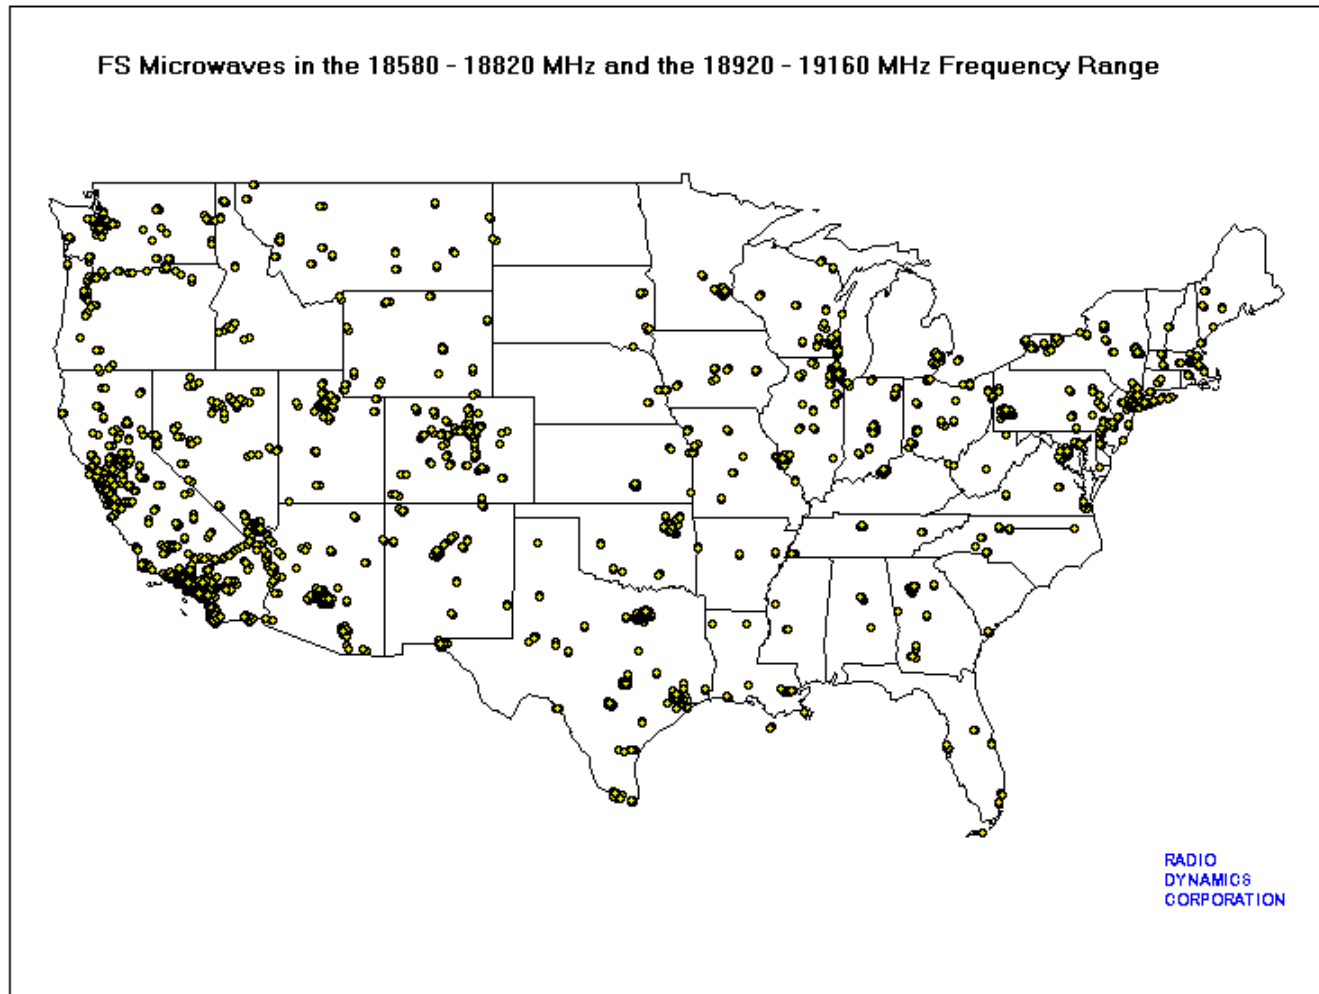 FS Microwaves in the 18580 - 18820 MHz and the 18920 - 19160 MHz Frequency Range
RADIO
DYNAMICS
CORPORATION